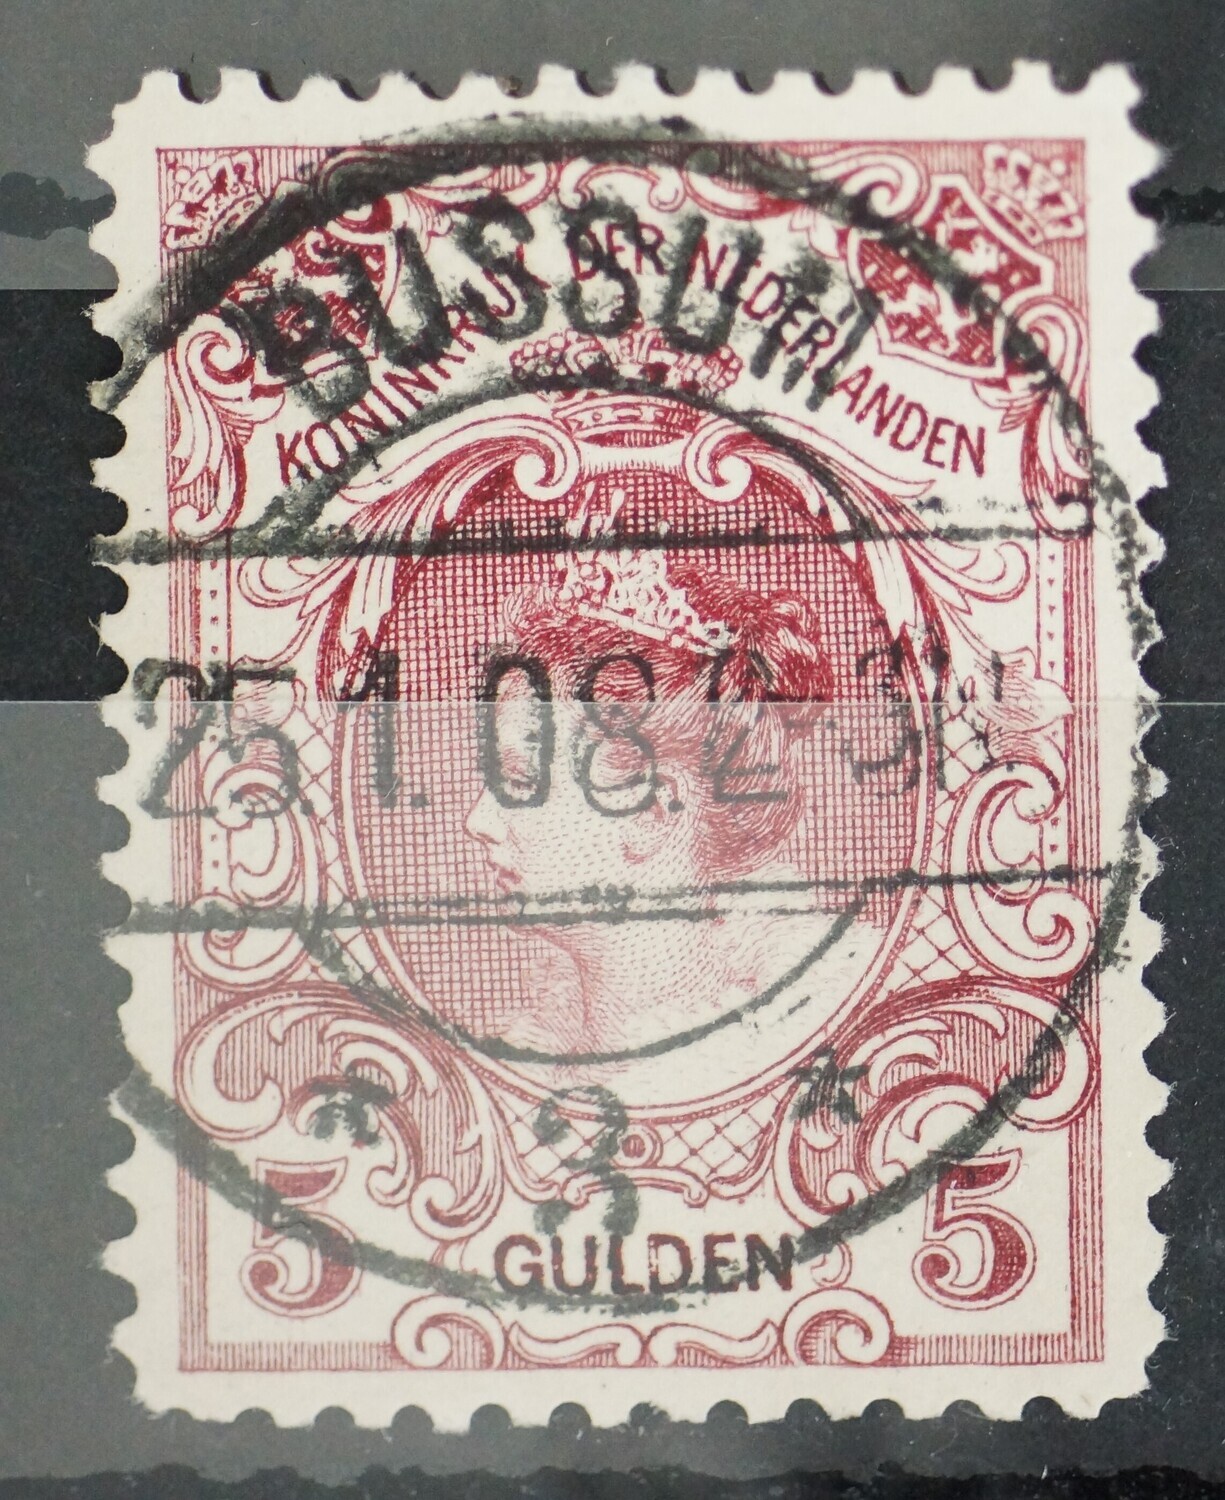 BUSSUM
KONINKRIJK DER NEDERLANDEN
25.1.08.2-3N.
* 3 *
5 GULDEN 5